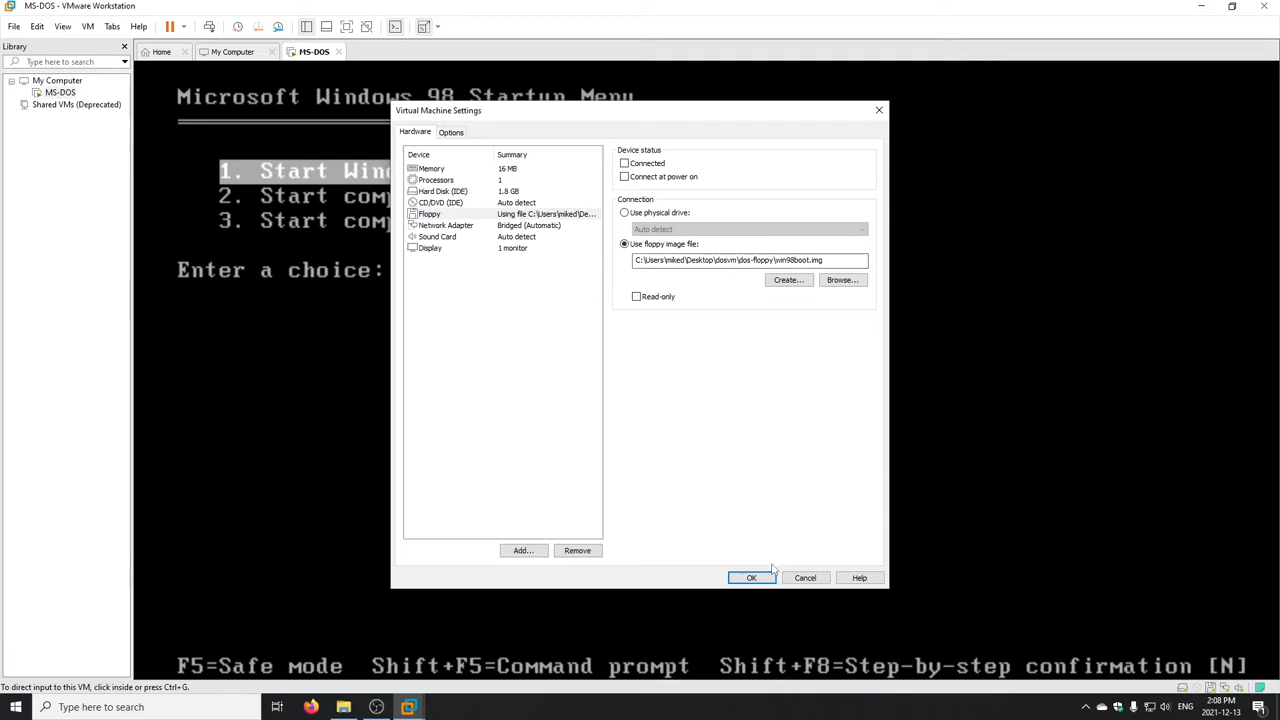 MS-DOS - VMware Workstation
File Edit View VM Tabs Help
Library
Type here to search
My Computer
MS-DOS
Shared VMs (Deprecated)
Home My Computer MS-DOS
Microsoft Windows 98 Startup Menu
1. Start Win
2. Start com
3. Start com
Enter a choice:
F5=Safe mode Shift+F5=Command prompt Shift+F8=Step-by-step confirmation [N]
Virtual Machine Settings
Hardware Options
Device Summary
Memory 16 MB
Processors 1
Hard Disk (IDE) 1.8 GB
CD/DVD (IDE) Auto detect
Floppy Using file C:\Users\miked\De...
Network Adapter Bridged (Automatic)
Sound Card Auto detect
Display 1 monitor
Add... Remove
Device status
Connected
Connect at power on
Connection
Use physical drive:
Auto detect
Use floppy image file:
C:\Users\miked\Desktop\dosvm\dos-floppy\win98boot.img
Create... Browse...
Read-only
OK Cancel Help
To direct input to this VM, click inside or press Ctrl+G.
Type here to search
ENG
2:08 PM
2021-12-13